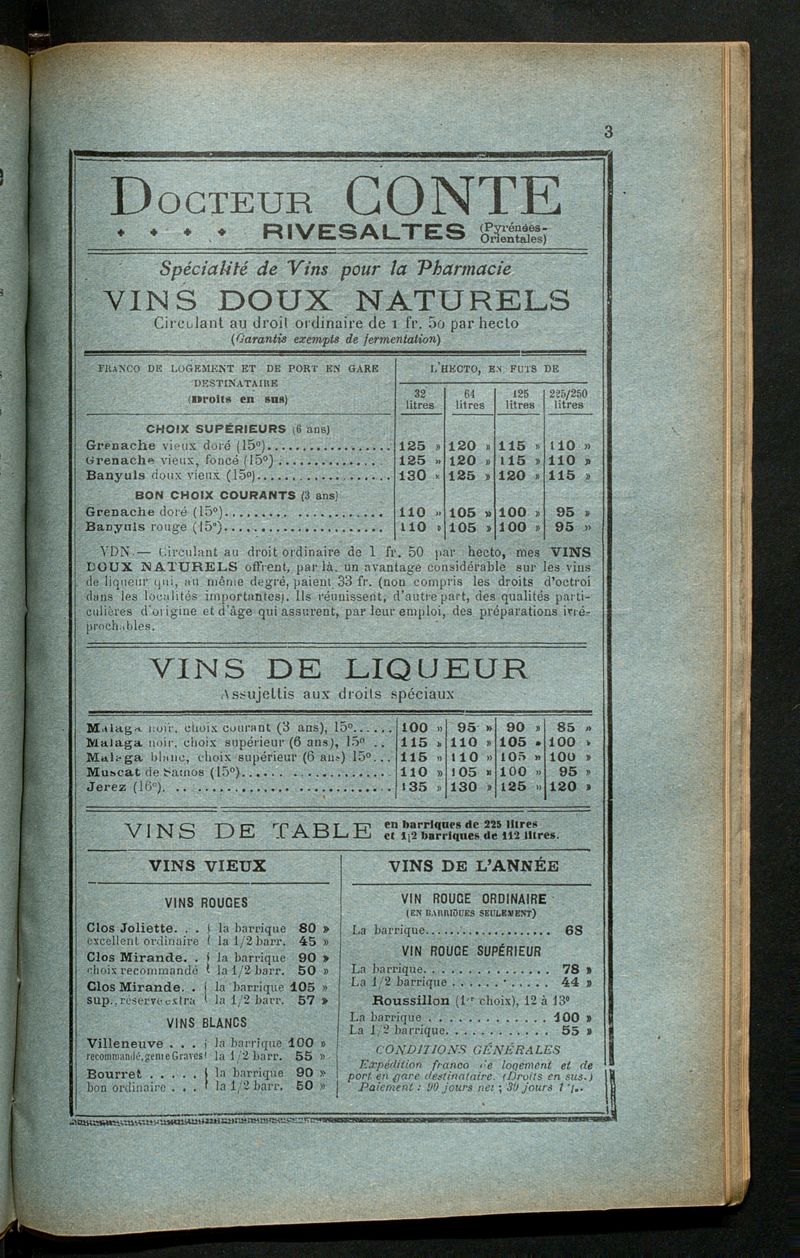 3
DOCTEUR CONTE
RIVESALTES (Pyrénées-Orientales)
Spécialité de Vins pour la Pharmacie
VINS DOUX NATURELS
Circulant au droit ordinaire de 1 fr. 50 par hecto
(Garantis exempts de fermentation)
FRANCO DE LOGEMENT ET DE PORT EN GARE
DESTINATAIRE
(Droits en sus)
L'HECTO, EN FUTS DE
32 litres 64 litres 125 litres 225/250 litres
CHOIX SUPÉRIEURS (6 ans)
Grenache vieux doré (15º)... 125 » 120 » 115 » 110 »
Grenache vieux, foncé (15º)... 125 » 120 » 115 » 110 »
Banyuls doux vieux (15º)... 130 » 125 » 120 » 115 »
BON CHOIX COURANTS (3 ans)
Grenache doré (15º)... 110 » 105 » 100 » 95 »
Banyuls rouge (15º)... 110 » 105 » 100 » 95 »
VDN — Circulant au droit ordinaire de 1 fr. 50 par hecto, mes VINS
DOUX NATURELS offrent, par là, un avantage considérable sur les vins
de liqueur qui, au même degré, paient 33 fr. (non compris les droits d'octroi
dans les localités importantes). Ils réunissent, d'autre part, des qualités parti-
culières d'origine et d'âge qui assurent, par leur emploi, des préparations irré-
prochables.
VINS DE LIQUEUR
Assujettis aux droits spéciaux
Malaga noir, choix courant (3 ans), 15º... 100 » 95 » 90 » 85 »
Malaga noir, choix supérieur (6 ans), 15º .. 115 » 110 » 105 » 100 »
Malaga blanc, choix supérieur (6 ans) 15º... 115 » 110 » 105 » 100 »
Muscat de Samos (15º)... 110 » 105 » 100 » 95 »
Jerez (16º)... 135 » 130 » 125 » 120 »
VINS DE TABLE en barriques de 225 litres
et 1|2 barriques de 112 litres.
VINS VIEUX
VINS ROUGES
Clos Joliette. . . la barrique 80 »
excellent ordinaire la 1/2 barr. 45 »
Clos Mirande. . la barrique 90 »
choix recommandé la 1/2 barr. 50 »
Clos Mirande. . la barrique 105 »
sup., réserve extra la 1/2 barr. 57 »
VINS BLANCS
Villeneuve . . . la barrique 100 »
recommandé, genre Graves la 1/2 barr. 55 »
Bourret . . . . . la barrique 90 »
bon ordinaire . . . la 1/2 barr. 50 »
VINS DE L'ANNÉE
VIN ROUGE ORDINAIRE
(EN BARRIQUES SEULEMENT)
La barrique... 68
VIN ROUGE SUPÉRIEUR
La barrique... 78 »
La 1/2 barrique... 44 »
Roussillon (1er choix), 12 à 13º
La barrique... 100 »
La 1/2 barrique... 55 »
CONDITIONS GÉNÉRALES
Expédition franco de logement et de
port en gare destinataire. (Droits en sus.)
Paiement : 90 jours net ; 30 jours 1 º/₀.